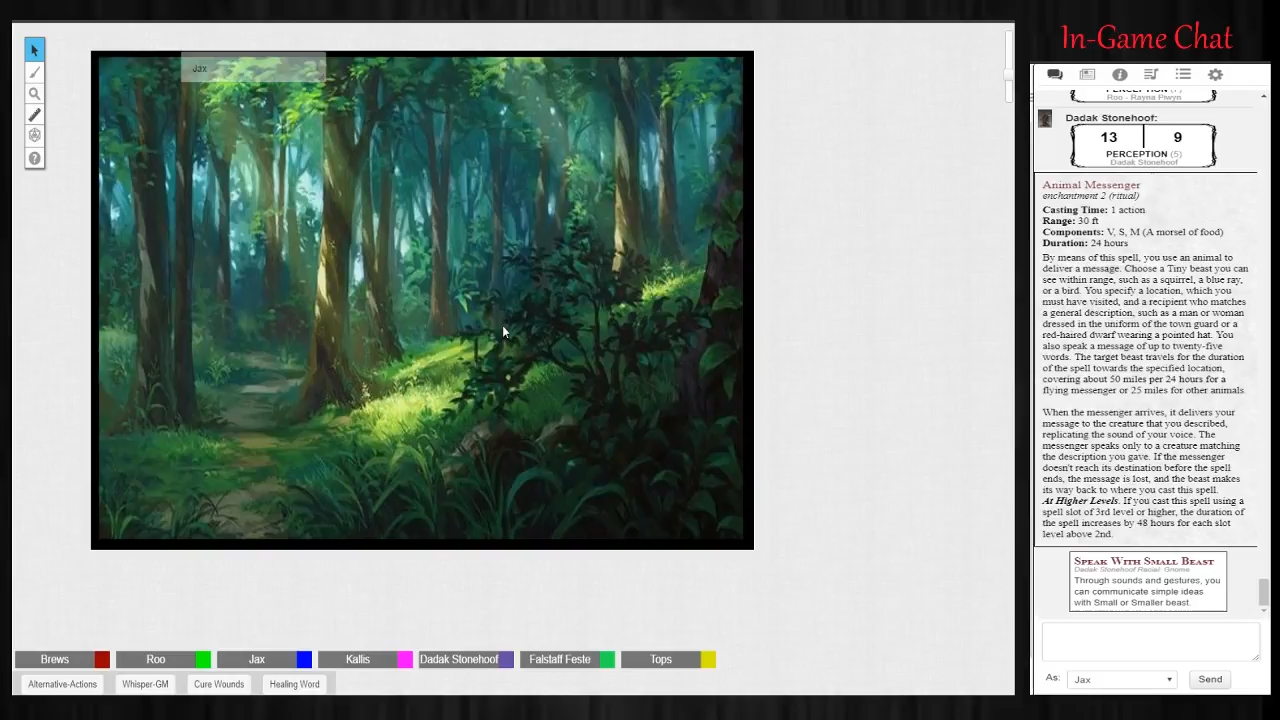 In-Game Chat
Jax
PERCEPTION (7)
Roo - Rayna Piwyn
Dadak Stonehoof:
13 9
PERCEPTION (5)
Dadak Stonehoof
Animal Messenger
enchantment 2 (ritual)
Casting Time: 1 action
Range: 30 ft
Components: V, S, M (A morsel of food)
Duration: 24 hours
By means of this spell, you use an animal to
deliver a message. Choose a Tiny beast you can
see within range, such as a squirrel, a blue ray,
or a bird. You specify a location, which you
must have visited, and a recipient who matches
a general description, such as a man or woman
dressed in the uniform of the town guard or a
red-haired dwarf wearing a pointed hat. You
also speak a message of up to twenty-five
words. The target beast travels for the duration
of the spell towards the specified location,
covering about 50 miles per 24 hours for a
flying messenger or 25 miles for other animals.
When the messenger arrives, it delivers your
message to the creature that you described,
replicating the sound of your voice. The
messenger speaks only to a creature matching
the description you gave. If the messenger
doesn't reach its destination before the spell
ends, the message is lost, and the beast makes
its way back to where you cast this spell.
At Higher Levels. If you cast this spell using a
spell slot of 3rd level or higher, the duration of
the spell increases by 48 hours for each slot
level above 2nd.
Speak With Small Beast
Dadak Stonehoof Racial: Gnome
Through sounds and gestures, you
can communicate simple ideas
with Small or Smaller beast
Brews Roo Jax Kallis Dadak Stonehoof Falstaff Feste Tops
Alternative-Actions Whisper-GM Cure Wounds Healing Word
As: Jax Send